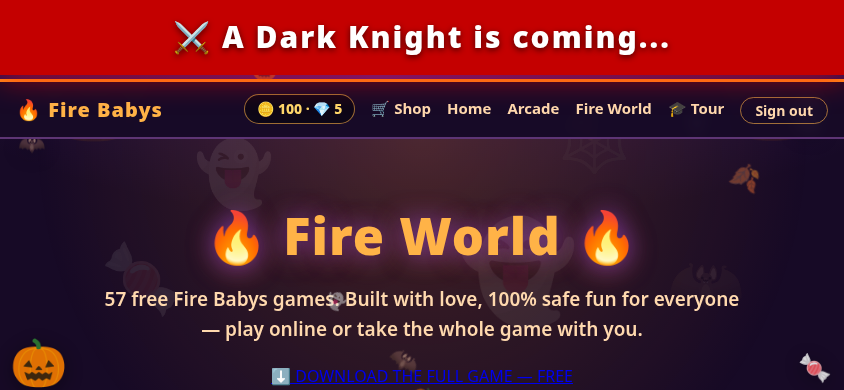 ⚔️ A Dark Knight is coming...
🔥 Fire Babys
🪙 100 · 💎 5
🛒 Shop
Home
Arcade
Fire World
🎓 Tour
Sign out
🔥 Fire World 🔥
57 free Fire Babys games. Built with love, 100% safe fun for everyone
— play online or take the whole game with you.
⬇️ DOWNLOAD THE FULL GAME — FREE